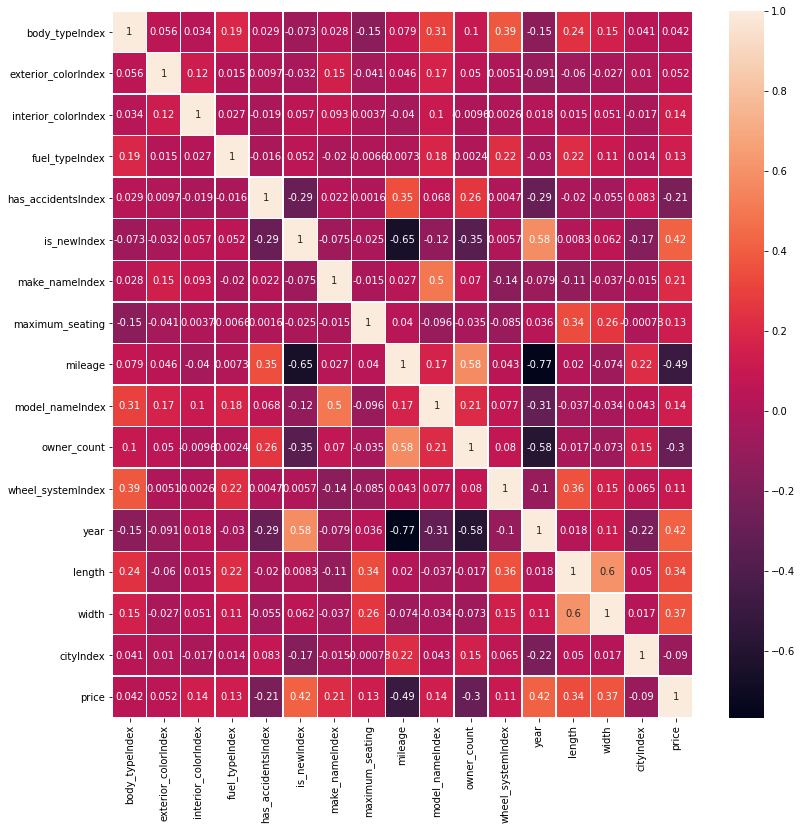 body_typeIndex 1 0.056 0.034 0.19 0.029 -0.073 0.028 -0.15 0.079 0.31 0.1 0.39 -0.15 0.24 0.15 0.041 0.042
exterior_colorIndex 0.056 1 0.12 0.015 0.0097 -0.032 0.15 -0.041 0.046 0.17 0.05 0.0051 -0.091 -0.06 -0.027 0.01 0.052
interior_colorIndex 0.034 0.12 1 0.027 -0.019 0.057 0.093 0.0037 -0.04 0.1 -0.0096 0.0026 0.018 0.015 0.051 -0.017 0.14
fuel_typeIndex 0.19 0.015 0.027 1 -0.016 0.052 -0.02 -0.0066 0.0073 0.18 0.0024 0.22 -0.03 0.22 0.11 0.014 0.13
has_accidentsIndex 0.029 0.0097 -0.019 -0.016 1 -0.29 0.022 0.0016 0.35 0.068 0.26 0.0047 -0.29 -0.02 -0.055 0.083 -0.21
is_newIndex -0.073 -0.032 0.057 0.052 -0.29 1 -0.075 -0.025 -0.65 -0.12 -0.35 0.0057 0.58 0.0083 0.062 -0.17 0.42
make_nameIndex 0.028 0.15 0.093 -0.02 0.022 -0.075 1 -0.015 0.027 0.5 0.07 -0.14 -0.079 -0.11 -0.037 -0.015 0.21
maximum_seating -0.15 -0.041 0.0037 -0.0066 0.0016 -0.025 -0.015 1 0.04 -0.096 -0.035 -0.085 0.036 0.34 0.26 -0.00078 0.13
mileage 0.079 0.046 -0.04 0.0073 0.35 -0.65 0.027 0.04 1 0.17 0.58 0.043 -0.77 0.02 -0.074 0.22 -0.49
model_nameIndex 0.31 0.17 0.1 0.18 0.068 -0.12 0.5 -0.096 0.17 1 0.21 0.077 -0.31 -0.037 -0.034 0.043 0.14
owner_count 0.1 0.05 -0.0096 0.0024 0.26 -0.35 0.07 -0.035 0.58 0.21 1 0.08 -0.58 -0.017 -0.073 0.15 -0.3
wheel_systemIndex 0.39 0.0051 0.0026 0.22 0.0047 0.0057 -0.14 -0.085 0.043 0.077 0.08 1 -0.1 0.36 0.15 0.065 0.11
year -0.15 -0.091 0.018 -0.03 -0.29 0.58 -0.079 0.036 -0.77 -0.31 -0.58 -0.1 1 0.018 0.11 -0.22 0.42
length 0.24 -0.06 0.015 0.22 -0.02 0.0083 -0.11 0.34 0.02 -0.037 -0.017 0.36 0.018 1 0.6 0.05 0.34
width 0.15 -0.027 0.051 0.11 -0.055 0.062 -0.037 0.26 -0.074 -0.034 -0.073 0.15 0.11 0.6 1 0.017 0.37
cityIndex 0.041 0.01 -0.017 0.014 0.083 -0.17 -0.015 -0.00078 0.22 0.043 0.15 0.065 -0.22 0.05 0.017 1 -0.09
price 0.042 0.052 0.14 0.13 -0.21 0.42 0.21 0.13 -0.49 0.14 -0.3 0.11 0.42 0.34 0.37 -0.09 1
body_typeIndex
exterior_colorIndex
interior_colorIndex
fuel_typeIndex
has_accidentsIndex
is_newIndex
make_nameIndex
maximum_seating
mileage
model_nameIndex
owner_count
wheel_systemIndex
year
length
width
cityIndex
price
1.0
0.8
0.6
0.4
0.2
0.0
−0.2
−0.4
−0.6